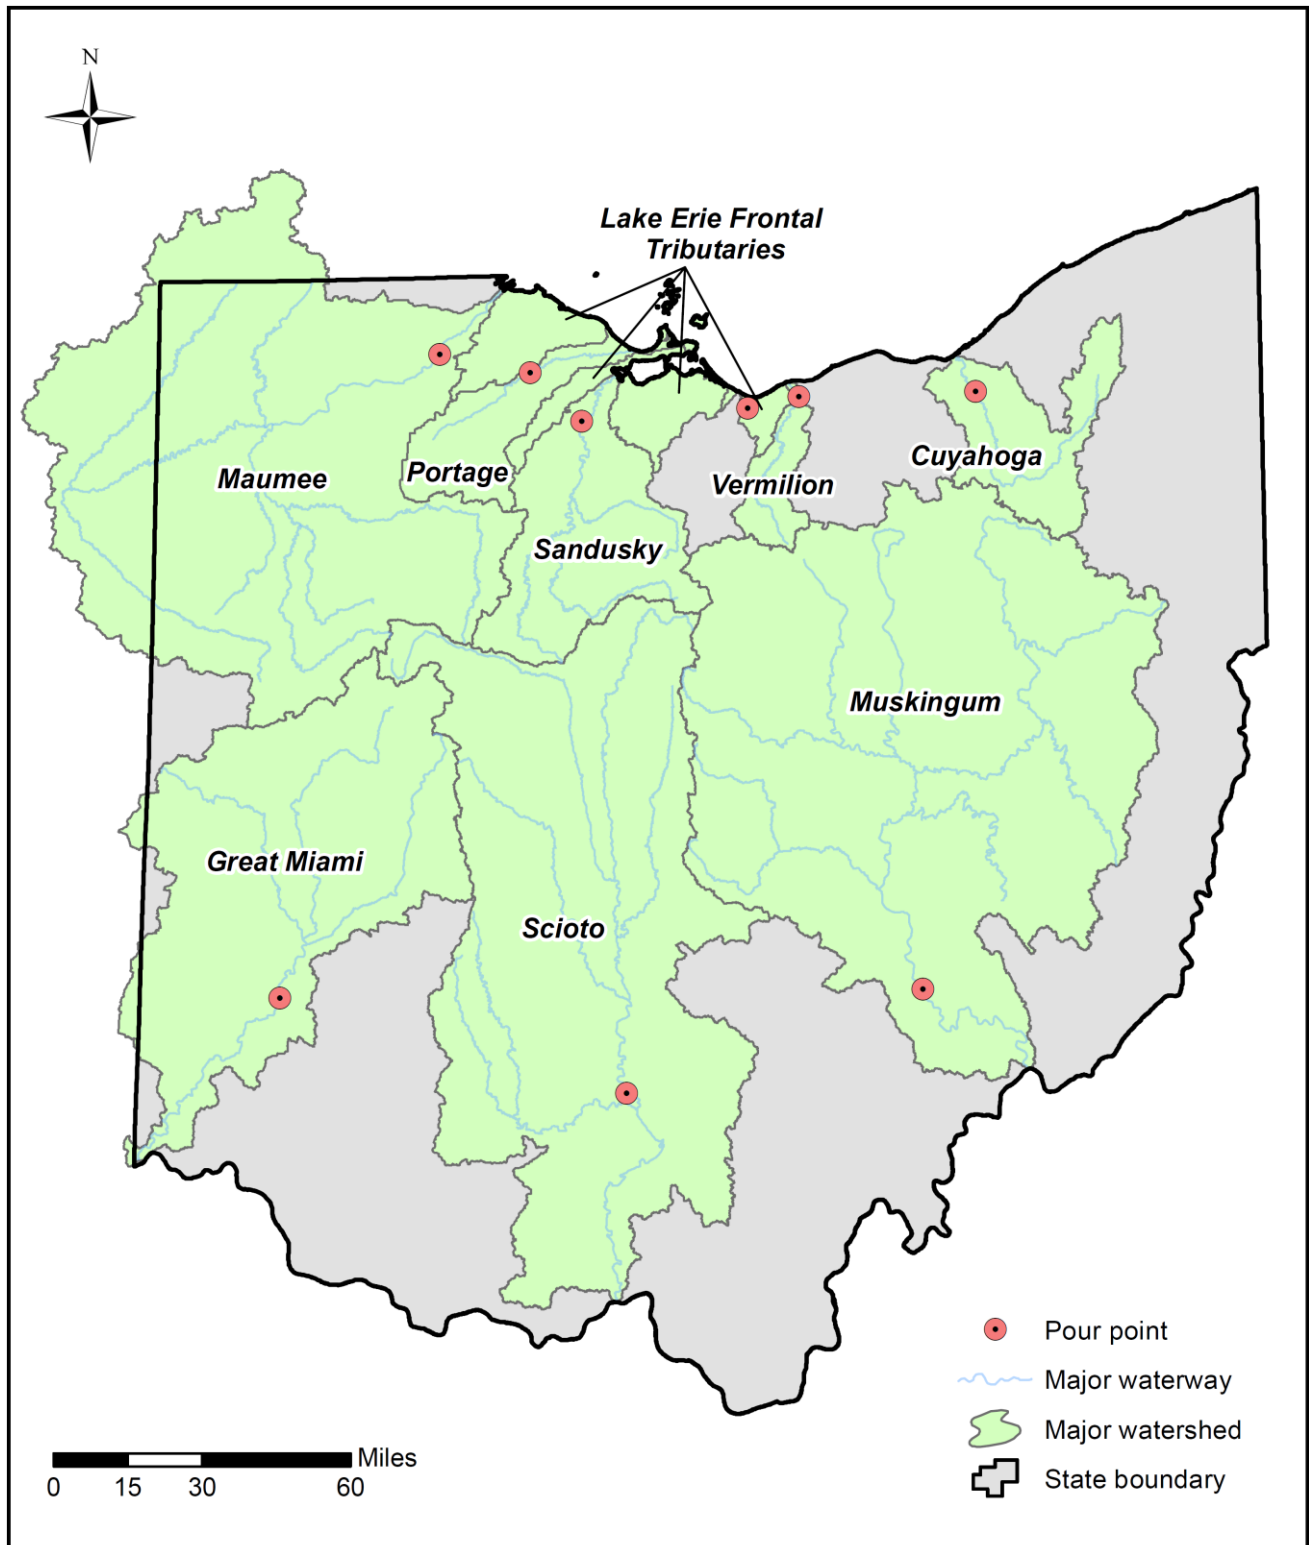 N
Lake Erie Frontal
Tributaries
Maumee
Portage
Vermilion
Cuyahoga
Sandusky
Muskingum
Great Miami
Scioto
Pour point
Major waterway
Major watershed
State boundary
Miles
0 15 30 60